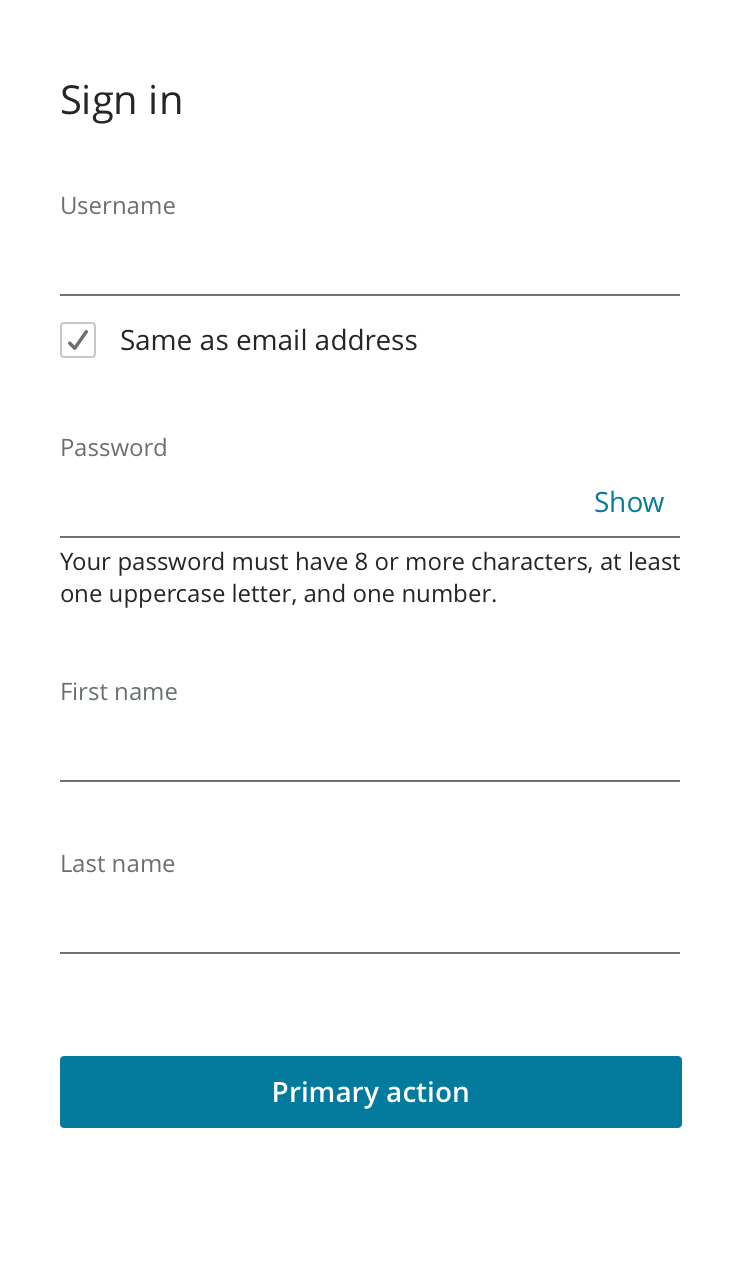 Sign in
Username
Same as email address
Password
Show
Your password must have 8 or more characters, at least
one uppercase letter, and one number.
First name
Last name
Primary action